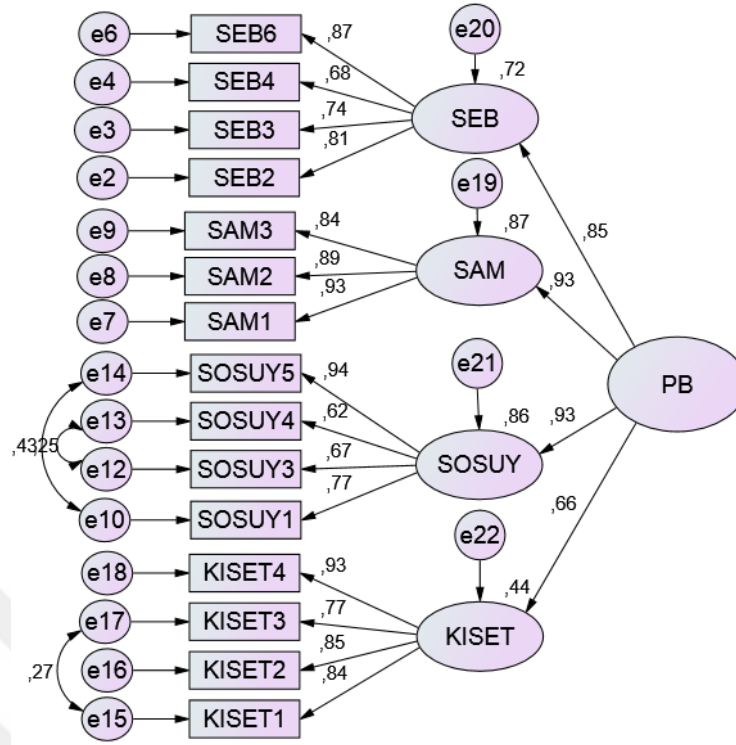 e6 SEB6 ,87 e20
e4 SEB4 ,68 ,72
e3 SEB3 ,74 SEB
e2 SEB2 ,81
e19
e9 SAM3 ,84 ,87 ,85
e8 SAM2 ,89 SAM ,93
e7 SAM1 ,93
e14 SOSUY5 ,94 e21 PB
e13 SOSUY4 ,62 ,86 ,93
,43 ,25
e12 SOSUY3 ,67 SOSUY
e10 SOSUY1 ,77 ,66
e22
e18 KISET4 ,93 ,44
e17 KISET3 ,77 KISET
,27
e16 KISET2 ,85
e15 KISET1 ,84